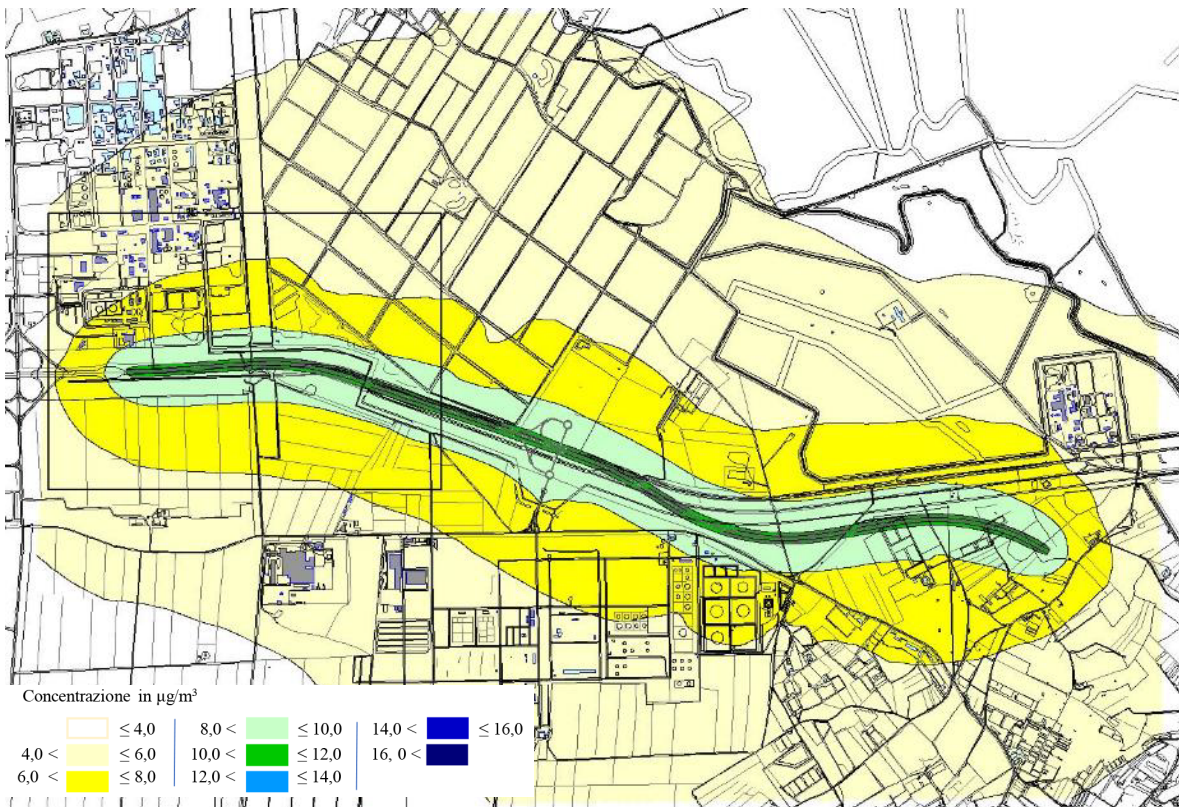 Concentrazione in µg/m³
≤ 4,0
4,0 < ≤ 6,0
6,0 < ≤ 8,0
8,0 < ≤ 10,0
10,0 < ≤ 12,0
12,0 < ≤ 14,0
14,0 < ≤ 16,0
16, 0 <